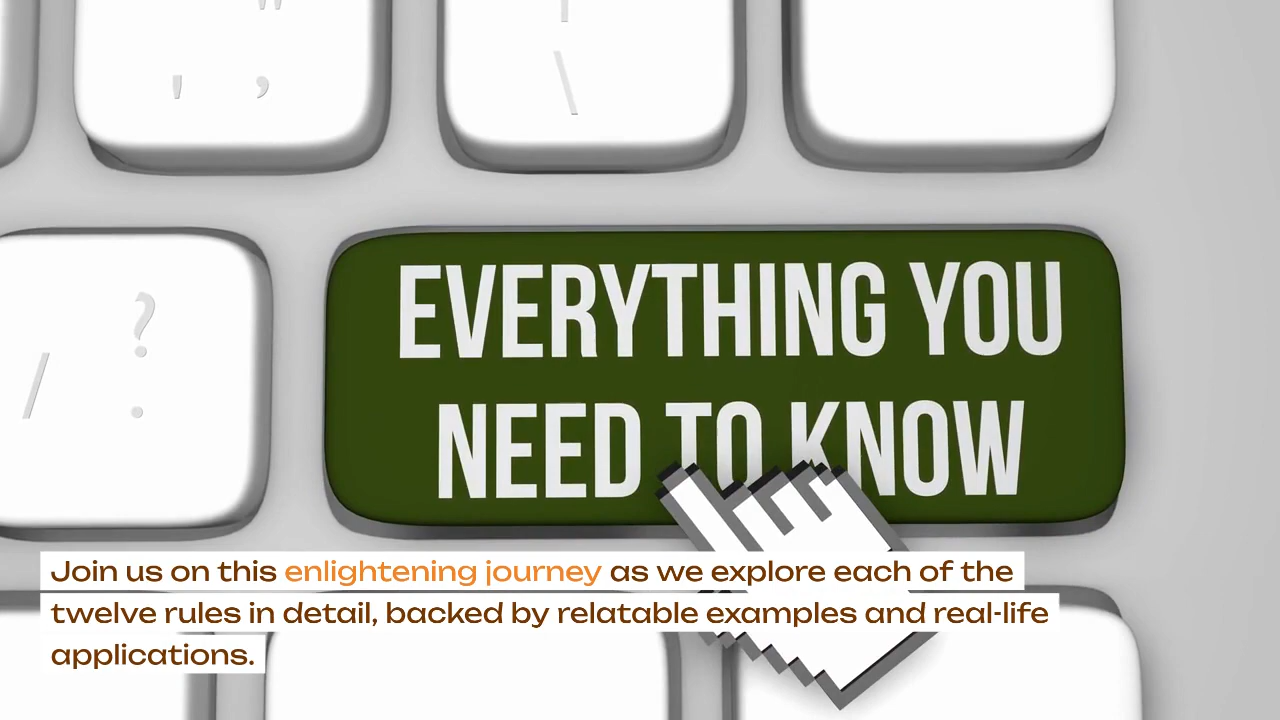 " 
' ,
| 
\
?
/ .
EVERYTHING YOU
NEED TO KNOW
Join us on this enlightening journey as we explore each of the
twelve rules in detail, backed by relatable examples and real-life
applications.